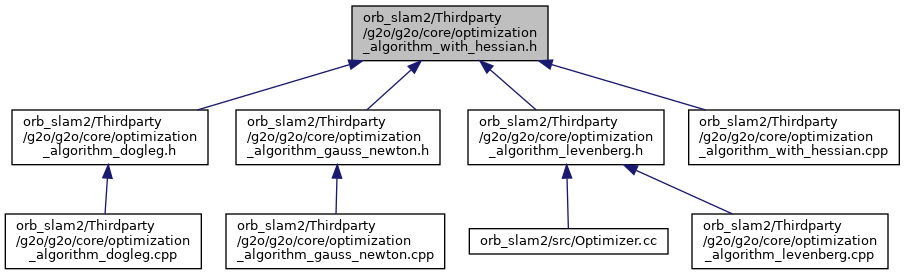 orb_slam2/Thirdparty
/g2o/g2o/core/optimization
_algorithm_with_hessian.h
orb_slam2/Thirdparty
/g2o/g2o/core/optimization
_algorithm_dogleg.h
orb_slam2/Thirdparty
/g2o/g2o/core/optimization
_algorithm_gauss_newton.h
orb_slam2/Thirdparty
/g2o/g2o/core/optimization
_algorithm_levenberg.h
orb_slam2/Thirdparty
/g2o/g2o/core/optimization
_algorithm_with_hessian.cpp
orb_slam2/Thirdparty
/g2o/g2o/core/optimization
_algorithm_dogleg.cpp
orb_slam2/Thirdparty
/g2o/g2o/core/optimization
_algorithm_gauss_newton.cpp
orb_slam2/src/Optimizer.cc
orb_slam2/Thirdparty
/g2o/g2o/core/optimization
_algorithm_levenberg.cpp